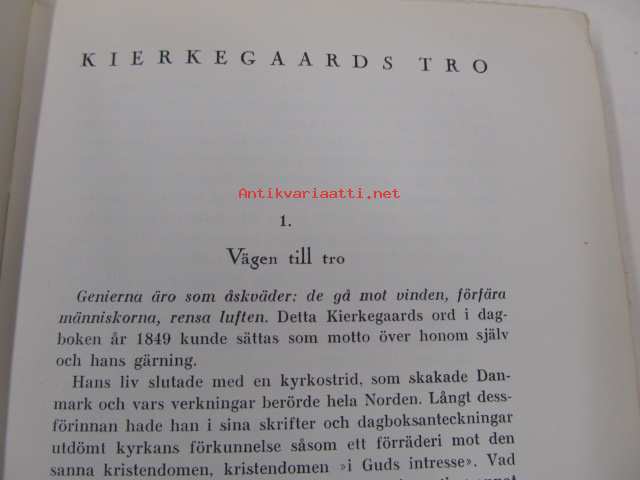 KIERKEGAARDS TRO
Antikvariaatti.net
1.
Vägen till tro
Genierna äro som åskväder: de gå mot vinden, förfära
människorna, rensa luften. Detta Kierkegaards ord i dag-
boken år 1849 kunde sättas som motto över honom själv
och hans gärning.
Hans liv slutade med en kyrkostrid, som skakade Dan-
mark och vars verkningar berörde hela Norden. Långt dess-
förinnan hade han i sina skrifter och dagboksanteckningar
utdömt kyrkans förkunnelse såsom ett förräderi mot den
sanna kristendomen, kristendomen »i Guds intresse». Vad